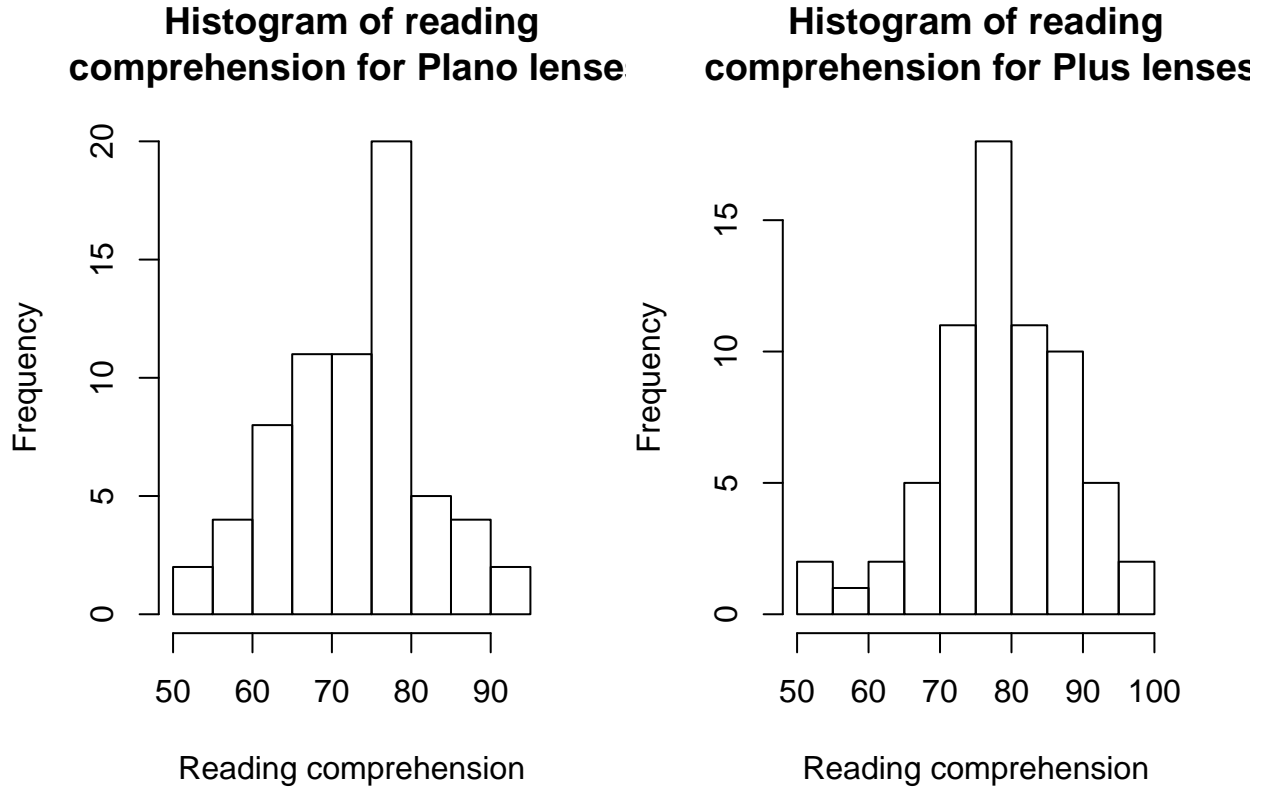 Histogram of reading
comprehension for Plano lense
Frequency
20
15
10
5
0
50 60 70 80 90
Reading comprehension
Histogram of reading
comprehension for Plus lenses
Frequency
15
10
5
0
50 60 70 80 90 100
Reading comprehension